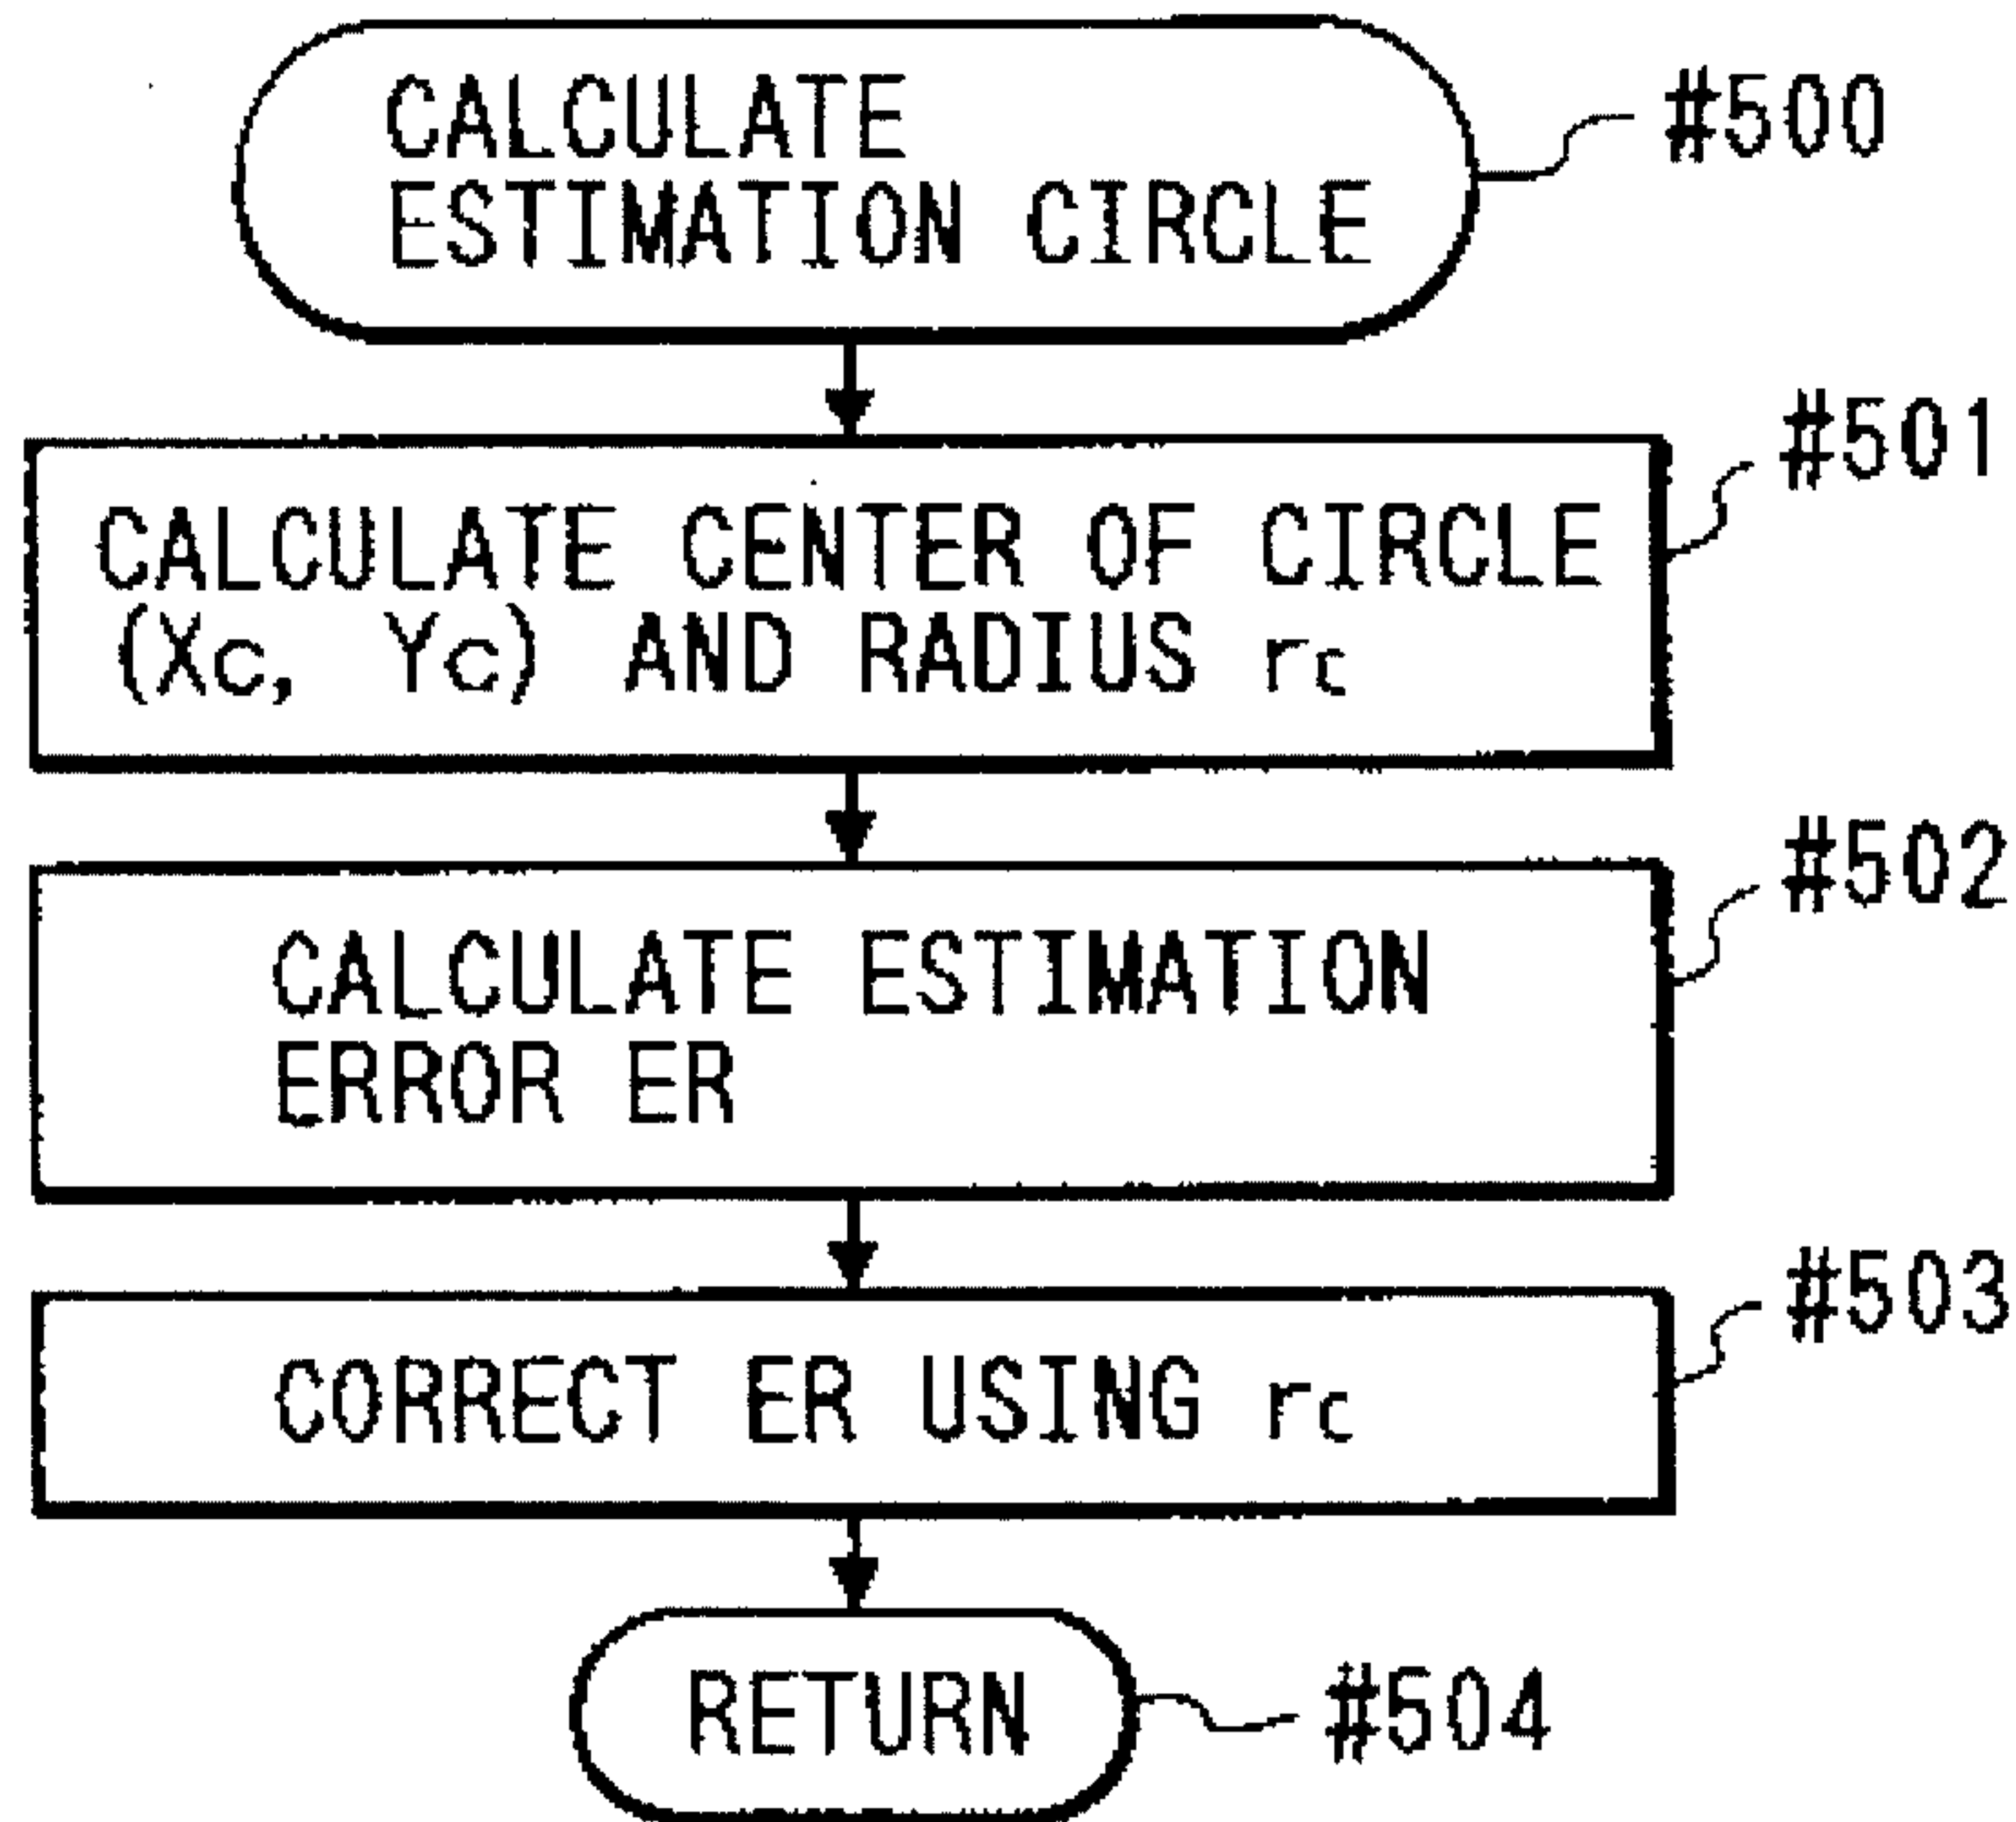 CALCULATE
ESTIMATION CIRCLE
#500
#501
CALCULATE CENTER OF CIRCLE
(Xc, Yc) AND RADIUS rc
#502
CALCULATE ESTIMATION
ERROR ER
#503
CORRECT ER USING rc
RETURN
#504